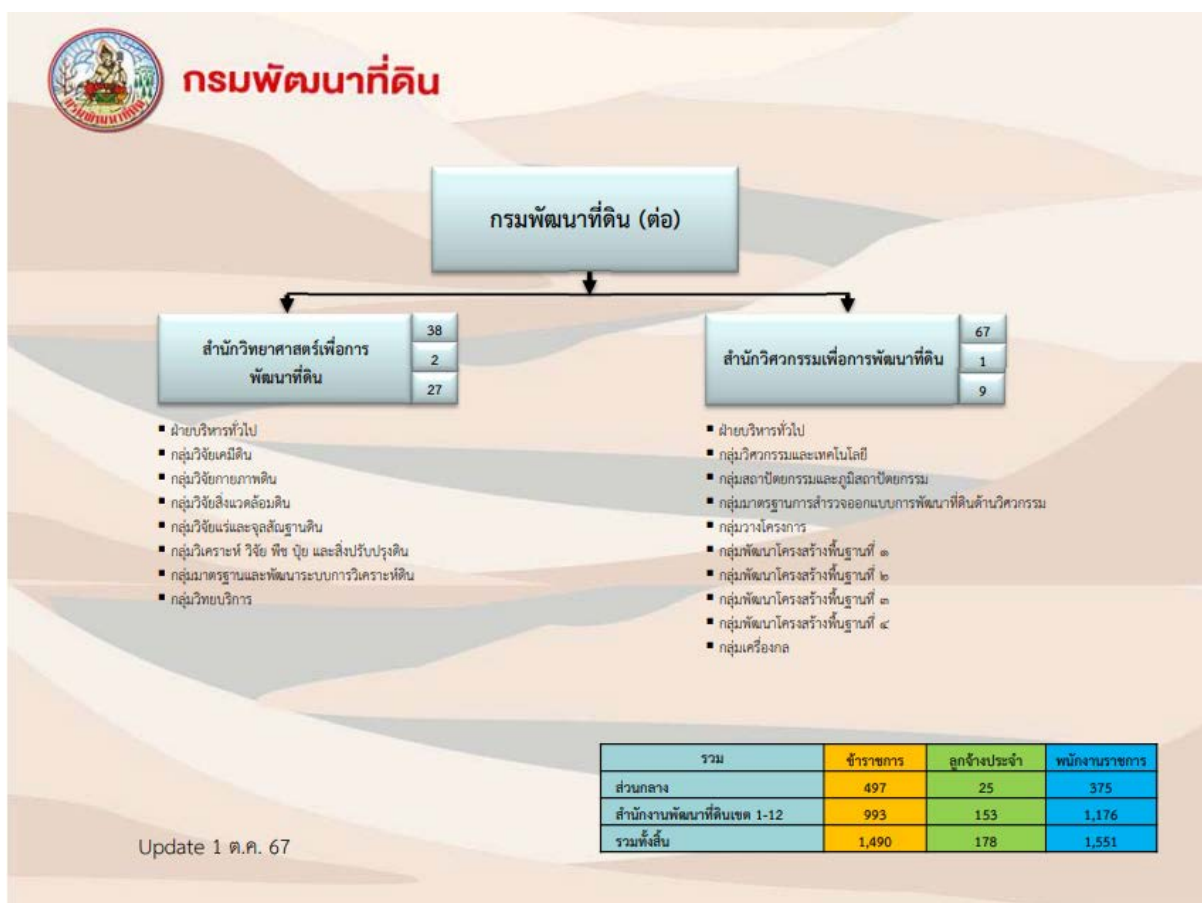 กรมพัฒนาที่ดิน
กรมพัฒนาที่ดิน
กรมพัฒนาที่ดิน (ต่อ)
สำนักวิทยาศาสตร์เพื่อการ
พัฒนาที่ดิน
38
2
27
▪ ฝ่ายบริหารทั่วไป
▪ กลุ่มวิจัยเคมีดิน
▪ กลุ่มวิจัยกายภาพดิน
▪ กลุ่มวิจัยสิ่งแวดล้อมดิน
▪ กลุ่มวิจัยแร่และจุลสัณฐานดิน
▪ กลุ่มวิเคราะห์ วิจัย พืช ปุ๋ย และสิ่งปรับปรุงดิน
▪ กลุ่มมาตรฐานและพัฒนาระบบการวิเคราะห์ดิน
▪ กลุ่มวิทยบริการ
สำนักวิศวกรรมเพื่อการพัฒนาที่ดิน
67
1
9
▪ ฝ่ายบริหารทั่วไป
▪ กลุ่มวิศวกรรมและเทคโนโลยี
▪ กลุ่มสถาปัตยกรรมและภูมิสถาปัตยกรรม
▪ กลุ่มมาตรฐานการสำรวจออกแบบการพัฒนาที่ดินด้านวิศวกรรม
▪ กลุ่มวางโครงการ
▪ กลุ่มพัฒนาโครงสร้างพื้นฐานที่ ๑
▪ กลุ่มพัฒนาโครงสร้างพื้นฐานที่ ๒
▪ กลุ่มพัฒนาโครงสร้างพื้นฐานที่ ๓
▪ กลุ่มพัฒนาโครงสร้างพื้นฐานที่ ๔
▪ กลุ่มเครื่องกล
รวม ข้าราชการ ลูกจ้างประจำ พนักงานราชการ
ส่วนกลาง 497 25 375
สำนักงานพัฒนาที่ดินเขต 1-12 993 153 1,176
รวมทั้งสิ้น 1,490 178 1,551
Update 1 ต.ค. 67